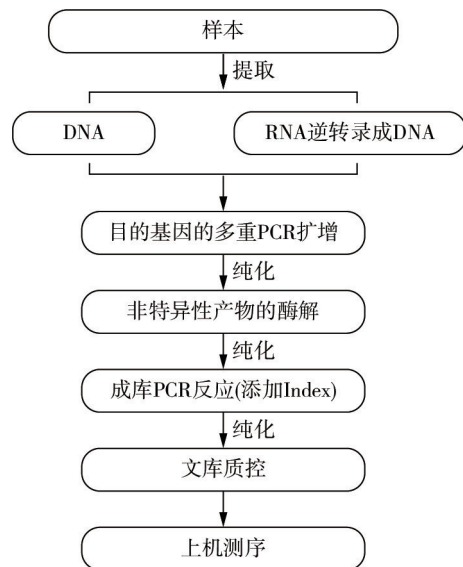 样本
提取
DNA
RNA逆转录成DNA
目的基因的多重PCR扩增
纯化
非特异性产物的酶解
纯化
成库PCR反应(添加Index)
纯化
文库质控
上机测序